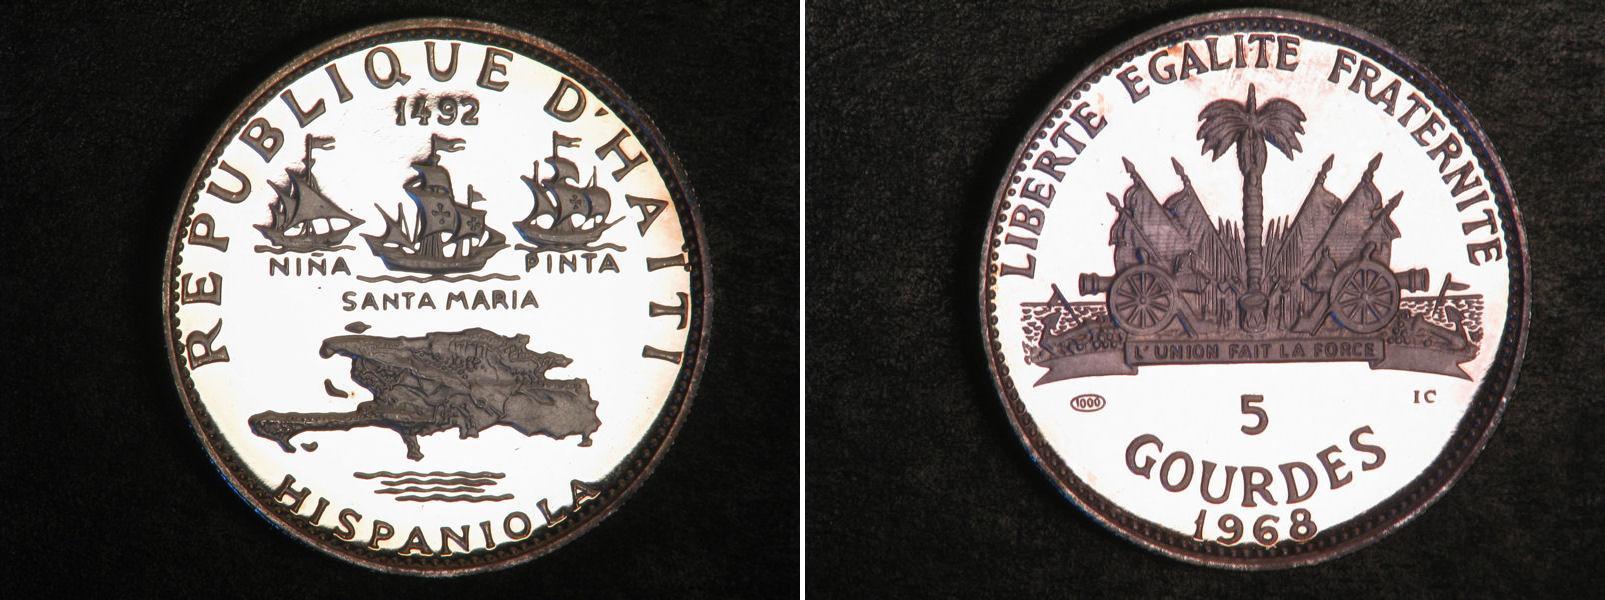 REPUBLIQUE D'HAITI
1492
NIÑA
PINTA
SANTA MARIA
HISPANIOLA
LIBERTE EGALITE FRATERNITE
L'UNION FAIT LA FORCE
1000
IC
5
GOURDES
1968